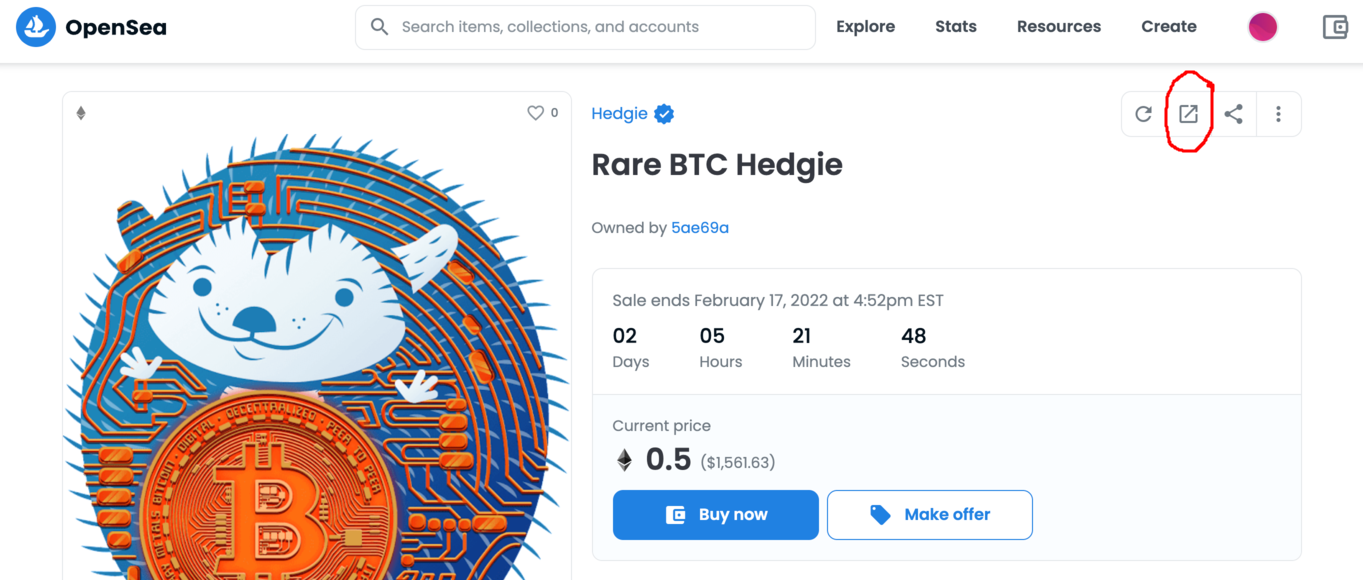 OpenSea
Search items, collections, and accounts
Explore Stats Resources Create
0
Hedgie
Rare BTC Hedgie
Owned by 5ae69a
Sale ends February 17, 2022 at 4:52pm EST
02 05 21 48
Days Hours Minutes Seconds
Current price
0.5 ($1,561.63)
Buy now Make offer
DIGITAL • DECENTRALIZED • PEER TO PEER
BITCOIN